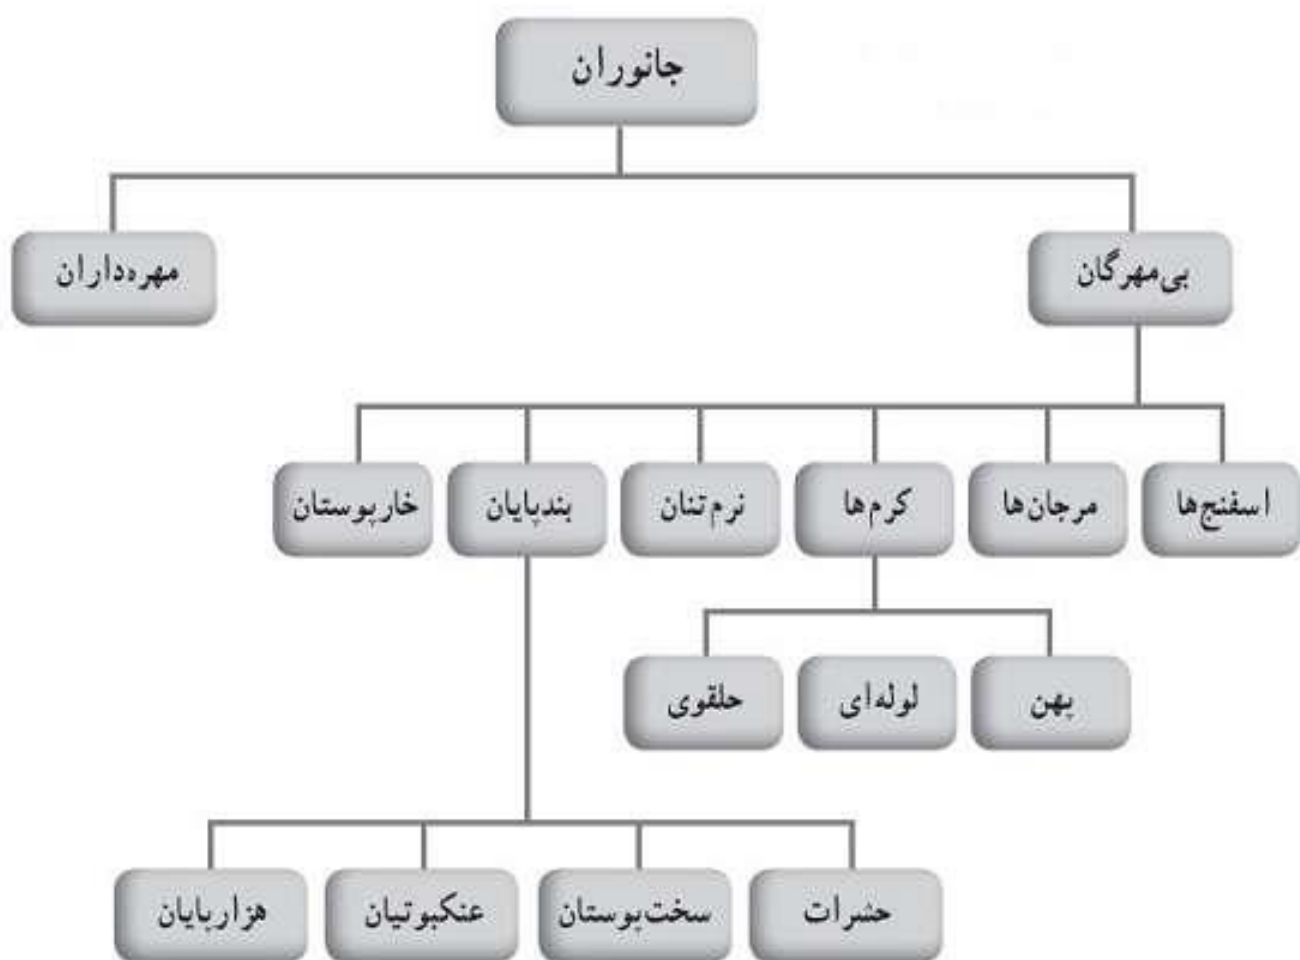 جانوران
بی‌مهرگان
مهره‌داران
اسفنج‌ها
مرجان‌ها
کرم‌ها
نرم‌تنان
بندپایان
خارپوستان
پهن
لوله‌ای
حلقوی
حشرات
سخت‌پوستان
عنکبوتیان
هزارپایان